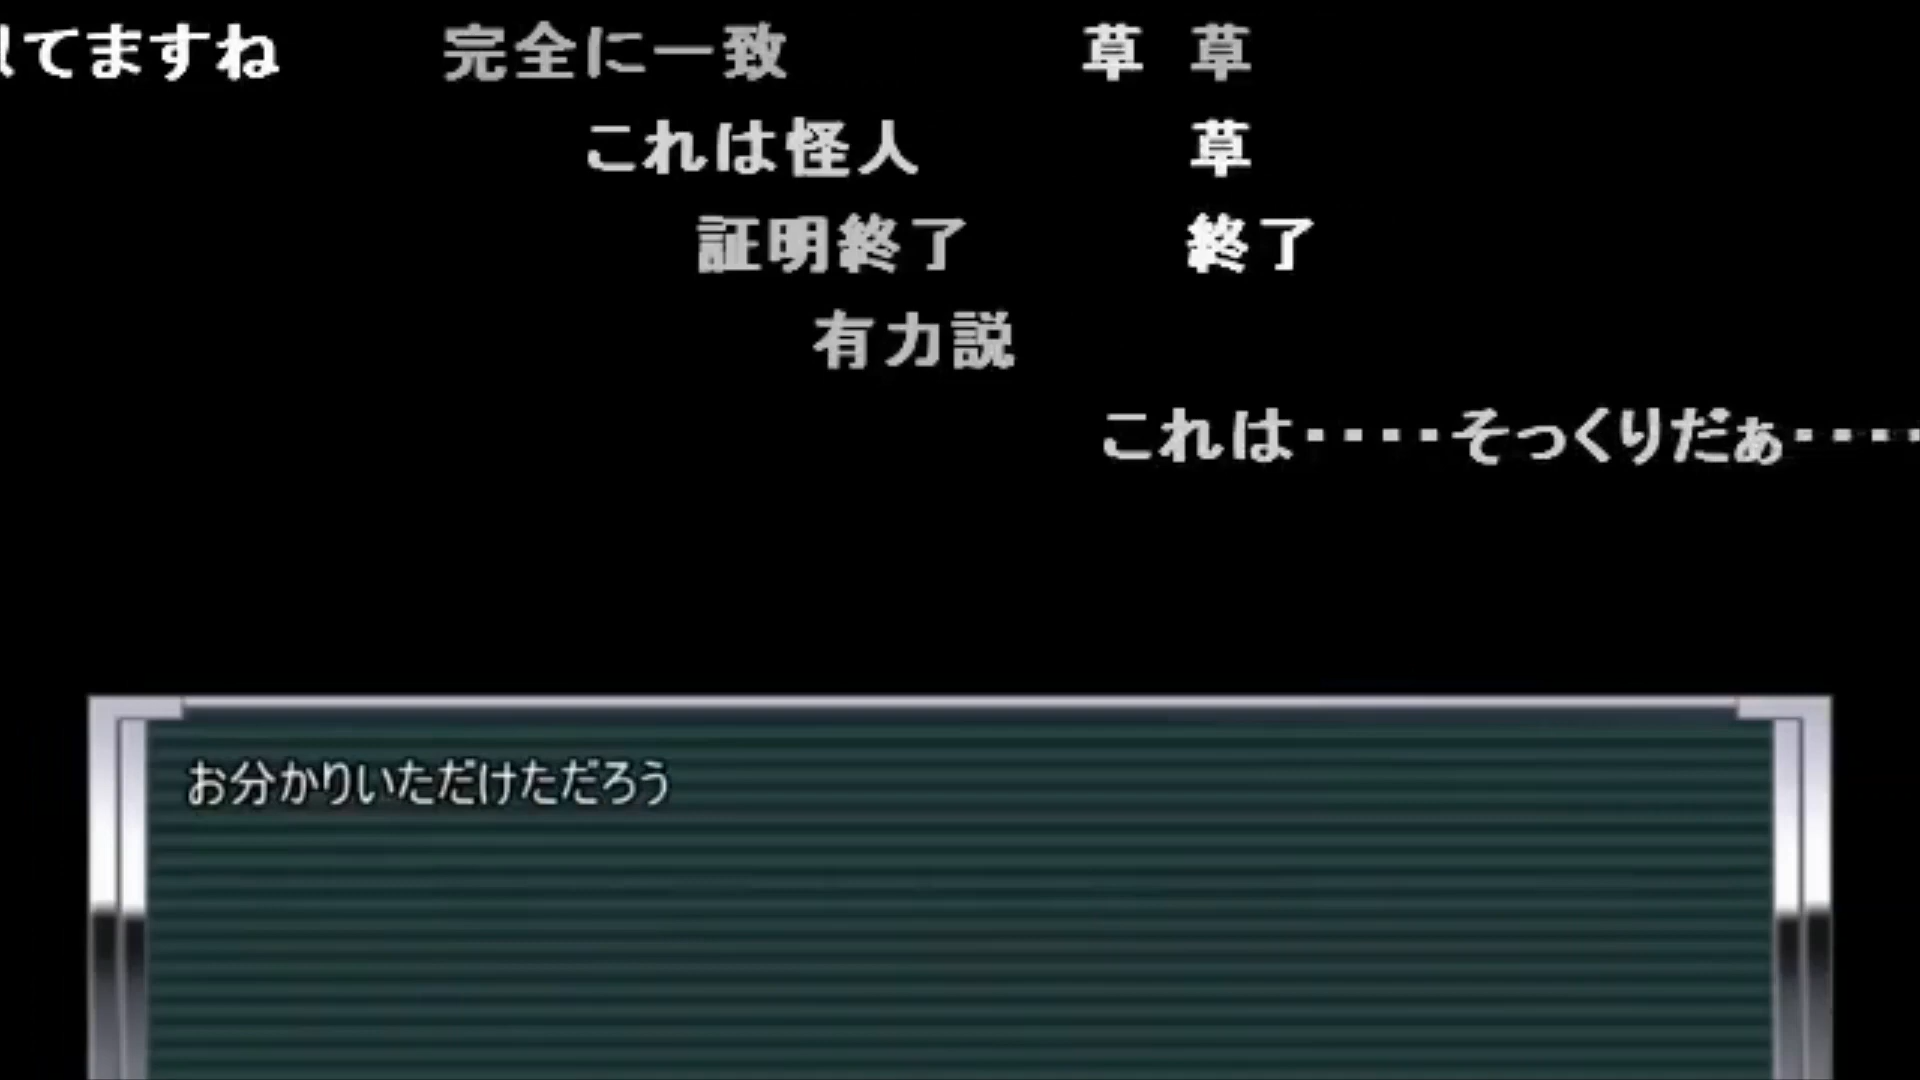 てますね 完全に一致 草 草
これは怪人 草
証明終了 終了
有力説
これは・・・・そっくりだぁ・・・・
お分かりいただけただろう